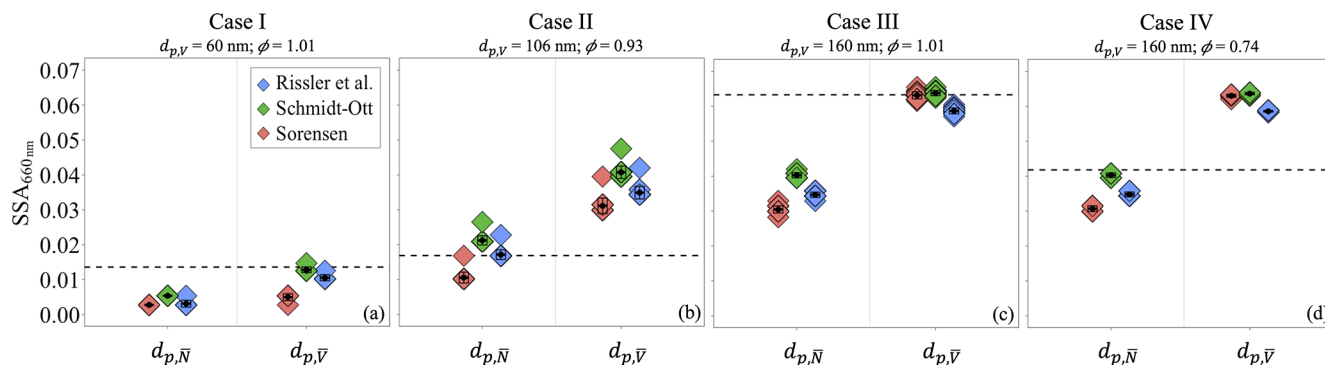 Case I
Case II
Case III
Case IV
d_{p,V} = 60 nm; ϕ = 1.01
d_{p,V} = 106 nm; ϕ = 0.93
d_{p,V} = 160 nm; ϕ = 1.01
d_{p,V} = 160 nm; ϕ = 0.74
SSA_{660 nm}
0.07
0.06
0.05
0.04
0.03
0.02
0.01
0.00
Rissler et al.
Schmidt-Ott
Sorensen
(a)
(b)
(c)
(d)
d_{p,N̅}
d_{p,V̅}
d_{p,N̅}
d_{p,V̅}
d_{p,N̅}
d_{p,V̅}
d_{p,N̅}
d_{p,V̅}